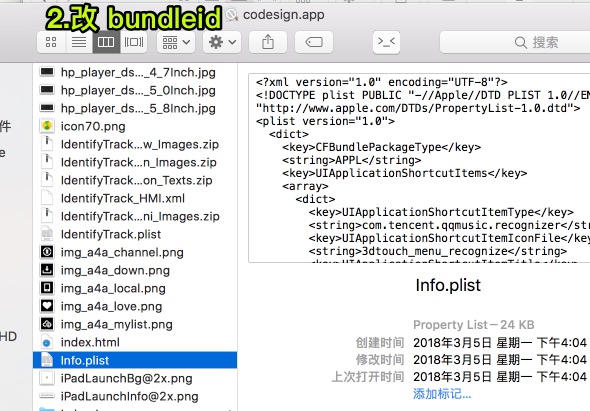 2.改 bundleid
codesign.app
搜索
hp_player_ds..._4_7Inch.jpg
hp_player_ds..._5_0Inch.jpg
hp_player_ds..._5_8Inch.jpg
icon70.png
IdentifyTrack...w_Images.zip
IdentifyTrack...n_Images.zip
IdentifyTrack...on_Texts.zip
IdentifyTrack_HMI.xml
IdentifyTrack...ni_Images.zip
IdentifyTrack.plist
img_a4a_channel.png
img_a4a_down.png
img_a4a_local.png
img_a4a_love.png
img_a4a_mylist.png
index.html
Info.plist
iPadLaunchBg@2x.png
iPadLaunchInfo@2x.png
件
e
HD
<?xml version="1.0" encoding="UTF-8"?>
<!DOCTYPE plist PUBLIC "-//Apple//DTD PLIST 1.0//EN
"http://www.apple.com/DTDs/PropertyList-1.0.dtd">
<plist version="1.0">
<dict>
<key>CFBundlePackageType</key>
<string>APPL</string>
<key>UIApplicationShortcutItems</key>
<array>
<dict>
<key>UIApplicationShortcutItemType</key>
<string>com.tencent.qqmusic.recognizer</string>
<key>UIApplicationShortcutItemIconFile</key>
<string>3dtouch_menu_recognize</string>
<key>UIApplicationShortcutItemTitle</key>
Info.plist
Property List－24 KB
创建时间 2018年3月5日 星期一 下午4:04
修改时间 2018年3月5日 星期一 下午4:04
上次打开时间 2018年3月5日 星期一 下午4:04
添加标记...